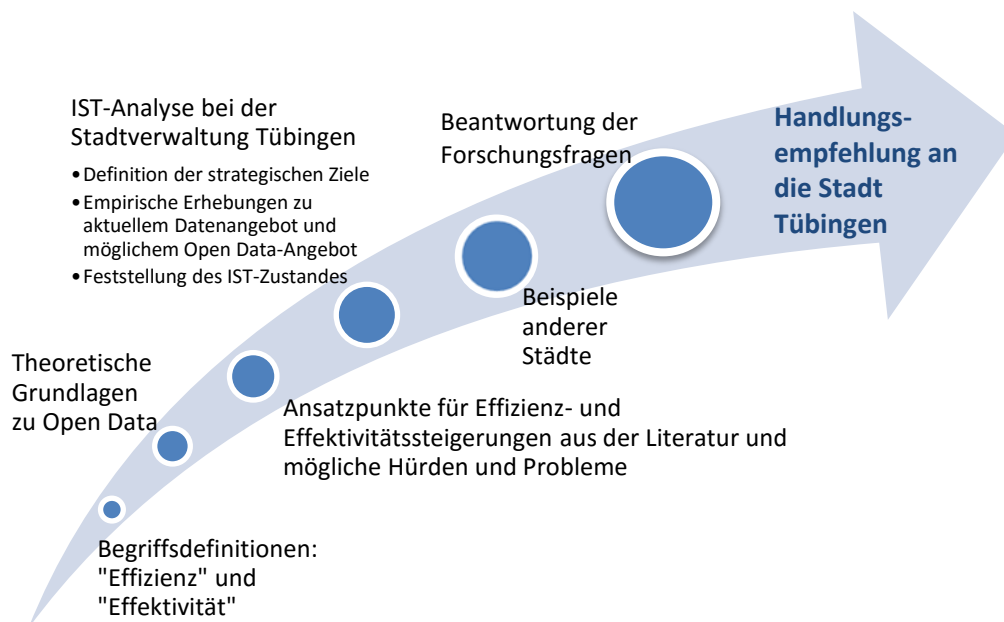 IST-Analyse bei der
Stadtverwaltung Tübingen
• Definition der strategischen Ziele
• Empirische Erhebungen zu
aktuellem Datenangebot und
möglichem Open Data-Angebot
• Feststellung des IST-Zustandes
Beantwortung der
Forschungsfragen
Handlungs-
empfehlung an
die Stadt
Tübingen
Beispiele
anderer
Städte
Theoretische
Grundlagen
zu Open Data
Ansatzpunkte für Effizienz- und
Effektivitätssteigerungen aus der Literatur und
mögliche Hürden und Probleme
Begriffsdefinitionen:
"Effizienz" und
"Effektivität"